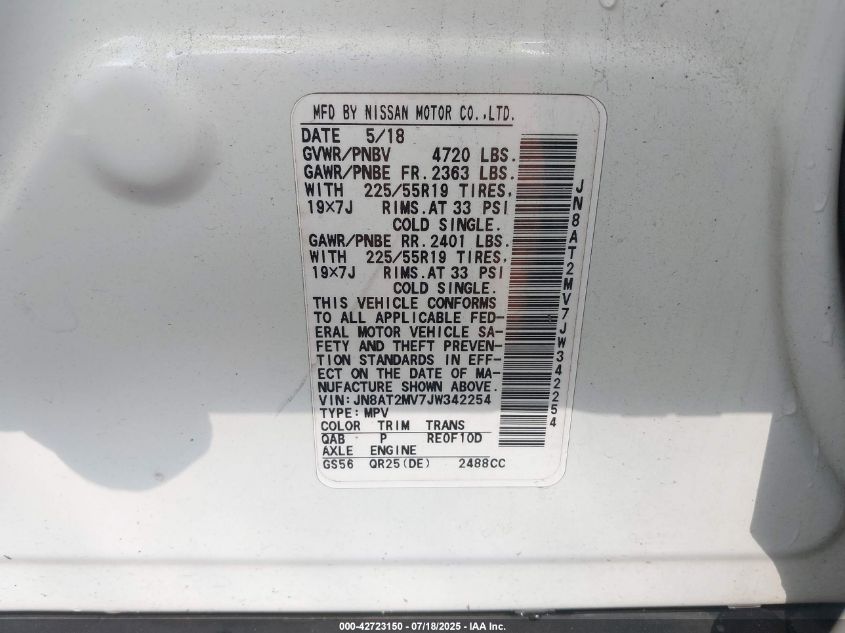 MFD BY NISSAN MOTOR CO.,LTD.
DATE 5/18
GVWR/PNBV 4720 LBS.
GAWR/PNBE FR. 2363 LBS.
WITH 225/55R19 TIRES,
19×7J RIMS. AT 33 PSI
COLD SINGLE.
GAWR/PNBE RR. 2401 LBS.
WITH 225/55R19 TIRES,
19×7J RIMS. AT 33 PSI
COLD SINGLE.
THIS VEHICLE CONFORMS
TO ALL APPLICABLE FED-
ERAL MOTOR VEHICLE SA-
FETY AND THEFT PREVEN-
TION STANDARDS IN EFF-
ECT ON THE DATE OF MA-
NUFACTURE SHOWN ABOVE.
VIN: JN8AT2MV7JW342254
TYPE: MPV
COLOR TRIM TRANS
QAB P RE0F10D
AXLE ENGINE
GS56 QR25(DE) 2488CC
JN8AT2MV7JW342254
000-42723150 - 07/18/2025 - IAA Inc.